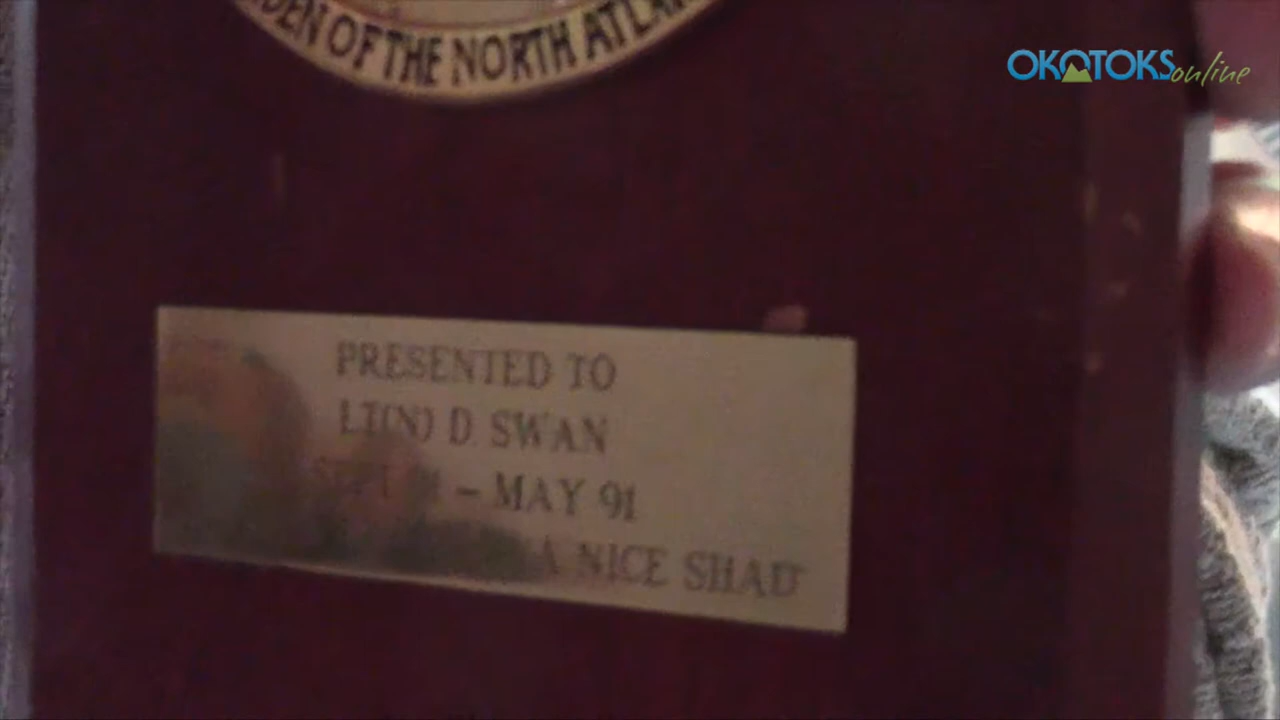 OF THE NORTH
OKOTOKS online
PRESENTED TO
LT(N) D. SWAN
– MAY 91
A NICE SHAD